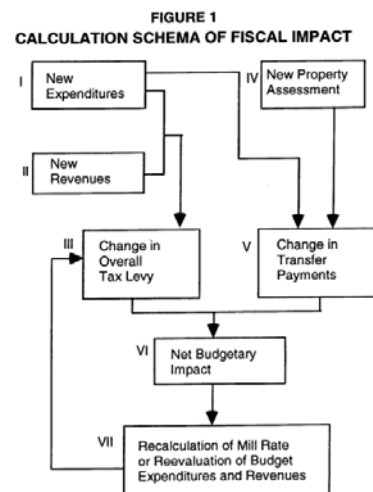 FIGURE 1
CALCULATION SCHEMA OF FISCAL IMPACT
I
New
Expenditures
IV
New Property
Assessment
II
New
Revenues
III
Change in
Overall
Tax Levy
V
Change in
Transfer
Payments
VI
Net Budgetary
Impact
VII
Recalculation of Mill Rate
or Reevaluation of Budget
Expenditures and Revenues